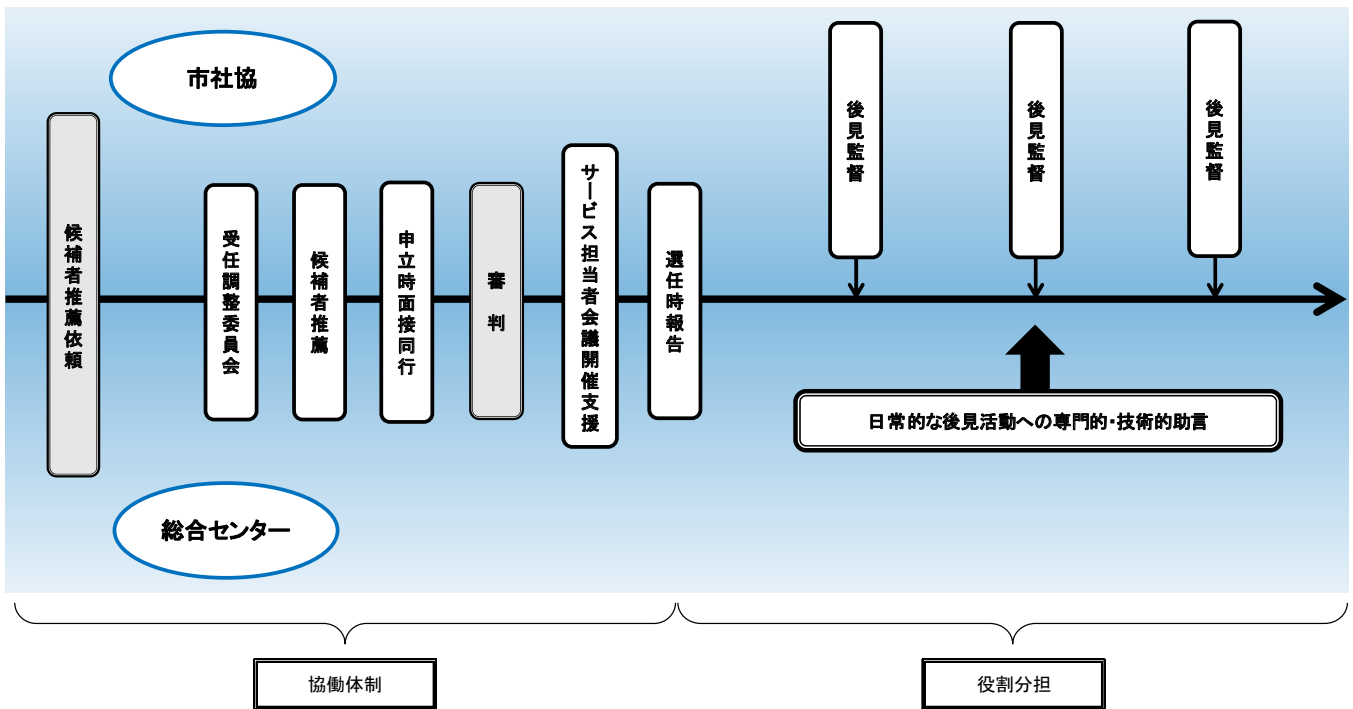 市社協
候補者推薦依頼
受任調整委員会
候補者推薦
申立時面接同行
審判
サービス担当者会議開催支援
選任時報告
後見監督
後見監督
後見監督
日常的な後見活動への専門的・技術的助言
総合センター
協働体制
役割分担